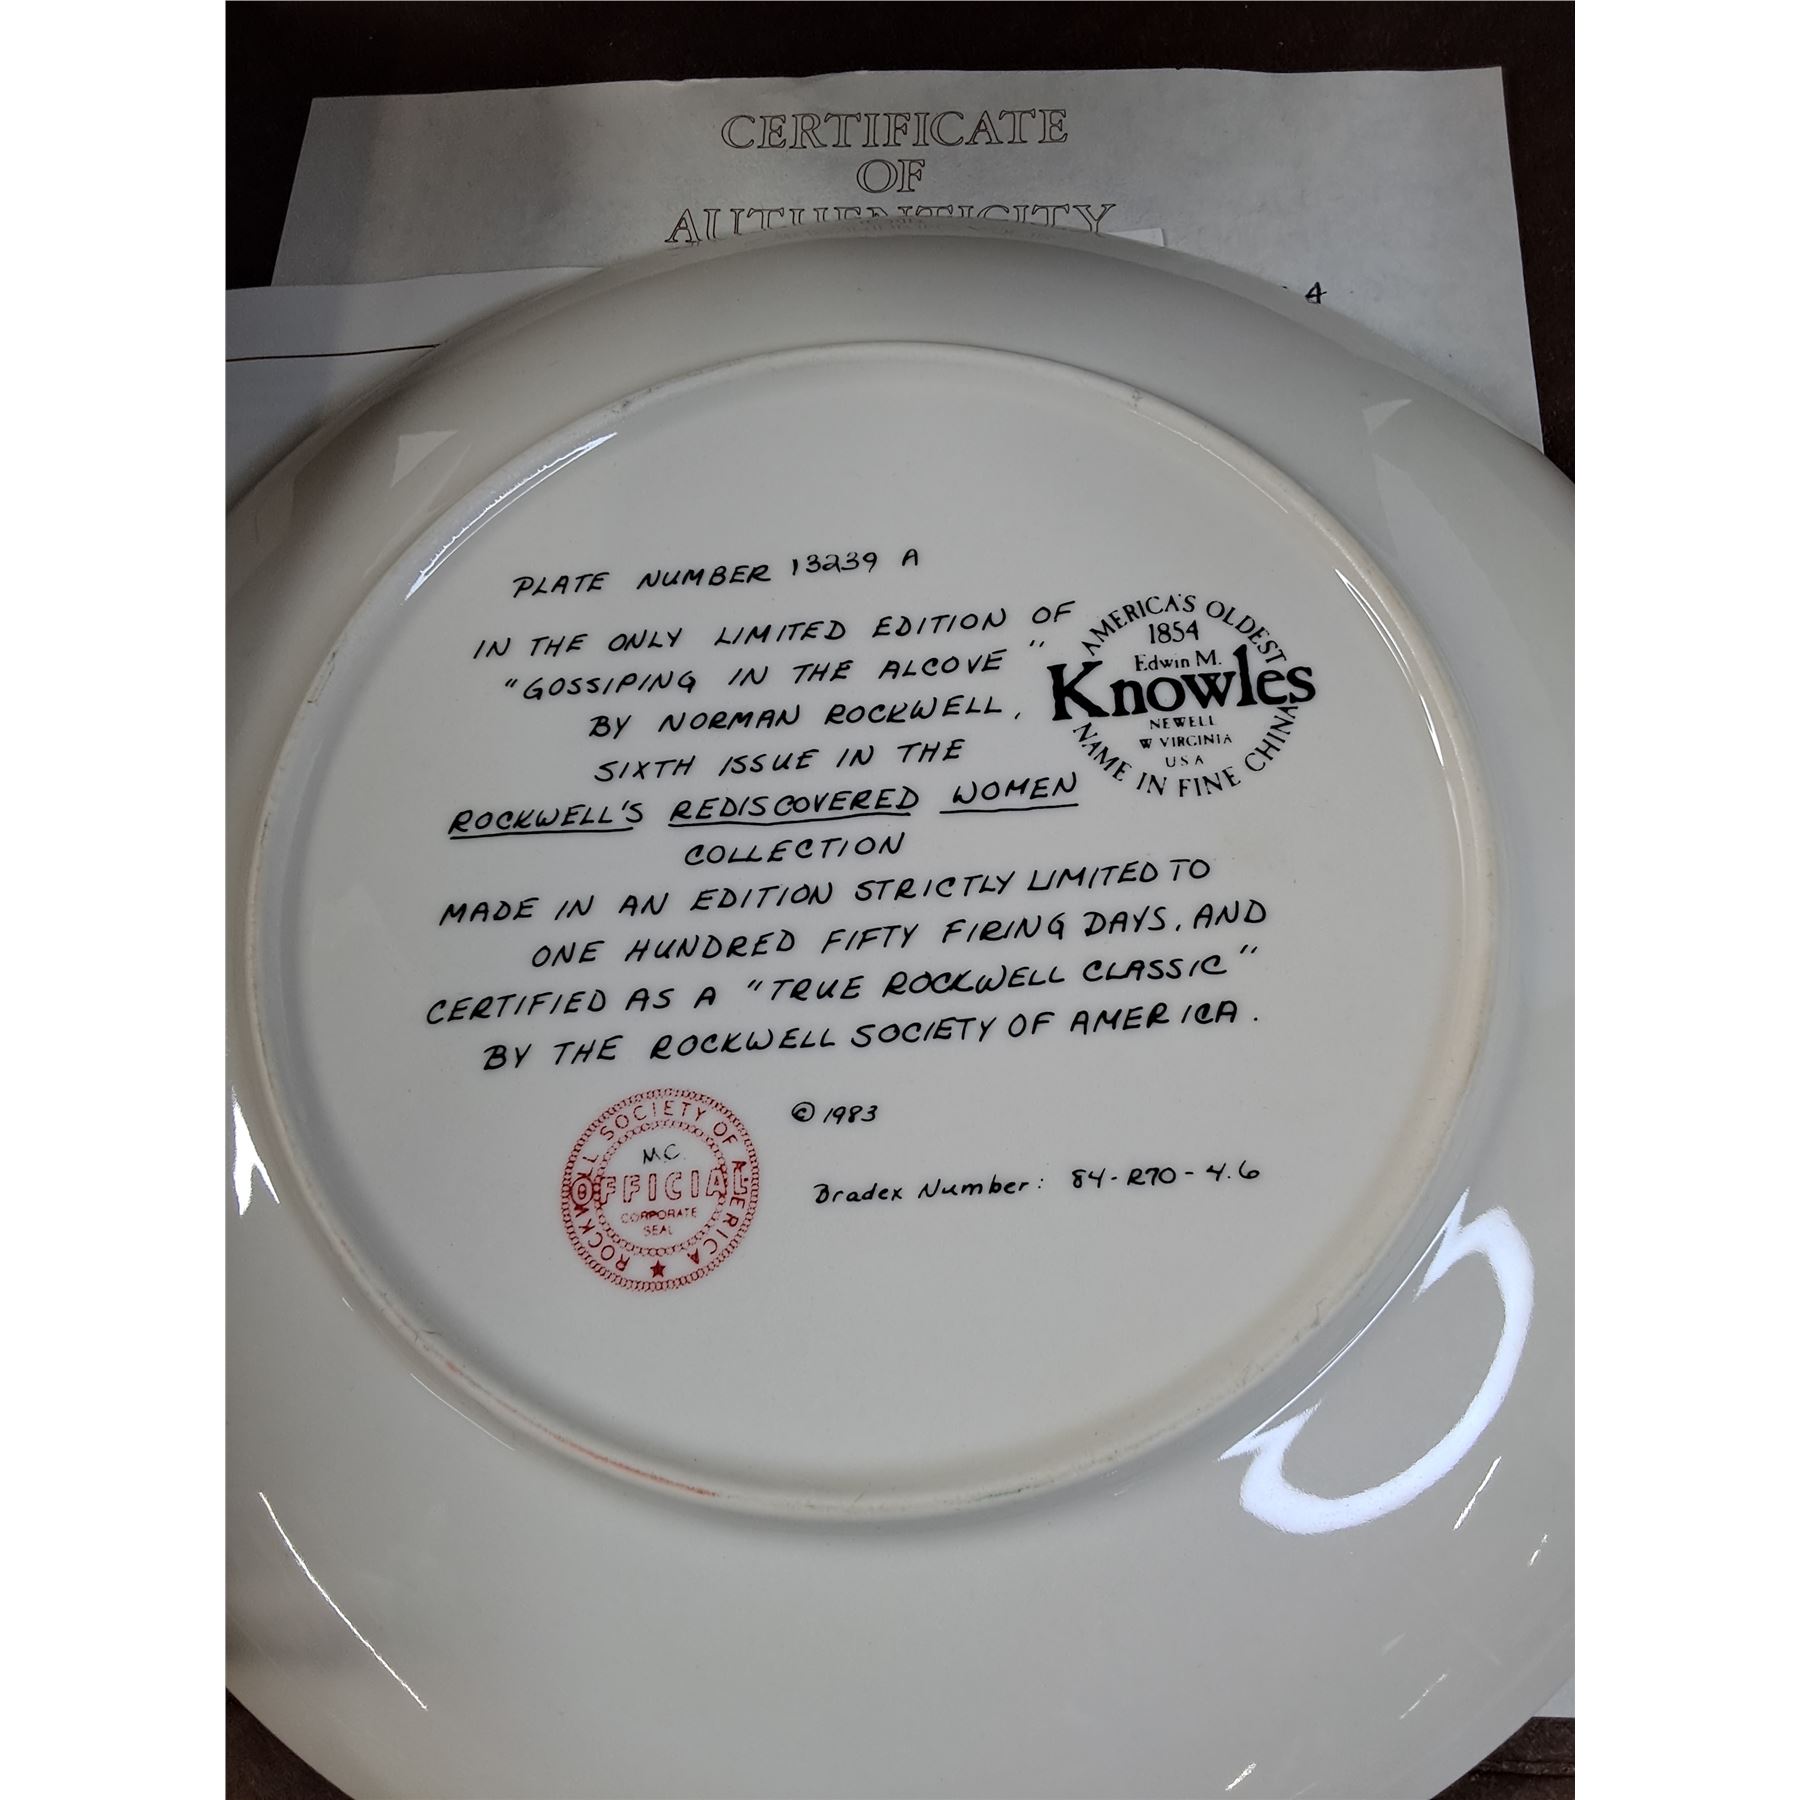 CERTIFICATE
OF
AUTHENTICITY
4
PLATE NUMBER 13239 A
IN THE ONLY LIMITED EDITION OF
"GOSSIPING IN THE ALCOVE"
BY NORMAN ROCKWELL,
SIXTH ISSUE IN THE
ROCKWELL'S REDISCOVERED WOMEN
COLLECTION
MADE IN AN EDITION STRICTLY LIMITED TO
ONE HUNDRED FIFTY FIRING DAYS, AND
CERTIFIED AS A "TRUE ROCKWELL CLASSIC"
BY THE ROCKWELL SOCIETY OF AMERICA.
AMERICA'S OLDEST
1854
Edwin M.
Knowles
NEWELL
W VIRGINIA
USA
NAME IN FINE CHINA
© 1983
Bradex Number: 84-R70-4.6
ROCKWELL SOCIETY OF AMERICA
M.C.
OFFICIAL
CORPORATE
SEAL